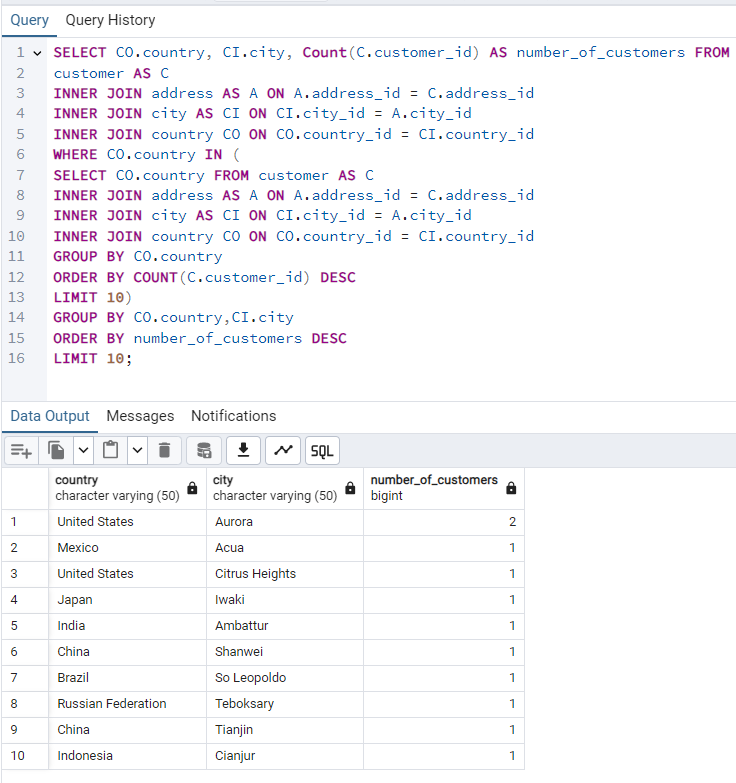 Query Query History
1 SELECT CO.country, CI.city, Count(C.customer_id) AS number_of_customers FROM
2 customer AS C
3 INNER JOIN address AS A ON A.address_id = C.address_id
4 INNER JOIN city AS CI ON CI.city_id = A.city_id
5 INNER JOIN country CO ON CO.country_id = CI.country_id
6 WHERE CO.country IN (
7 SELECT CO.country FROM customer AS C
8 INNER JOIN address AS A ON A.address_id = C.address_id
9 INNER JOIN city AS CI ON CI.city_id = A.city_id
10 INNER JOIN country CO ON CO.country_id = CI.country_id
11 GROUP BY CO.country
12 ORDER BY COUNT(C.customer_id) DESC
13 LIMIT 10)
14 GROUP BY CO.country,CI.city
15 ORDER BY number_of_customers DESC
16 LIMIT 10;
Data Output Messages Notifications
SQL
country city number_of_customers
character varying (50) character varying (50) bigint
1 United States Aurora 2
2 Mexico Acua 1
3 United States Citrus Heights 1
4 Japan Iwaki 1
5 India Ambattur 1
6 China Shanwei 1
7 Brazil So Leopoldo 1
8 Russian Federation Teboksary 1
9 China Tianjin 1
10 Indonesia Cianjur 1